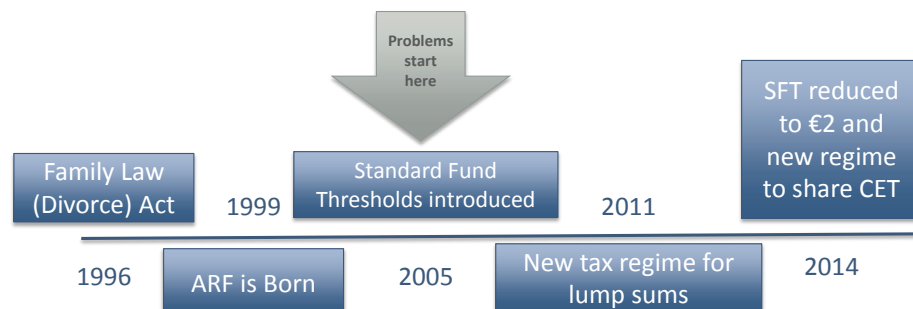 Problems
start
here
SFT reduced
to €2 and
new regime
to share CET
Family Law
(Divorce) Act
1999
Standard Fund
Thresholds introduced
2011
1996
ARF is Born
2005
New tax regime for
lump sums
2014